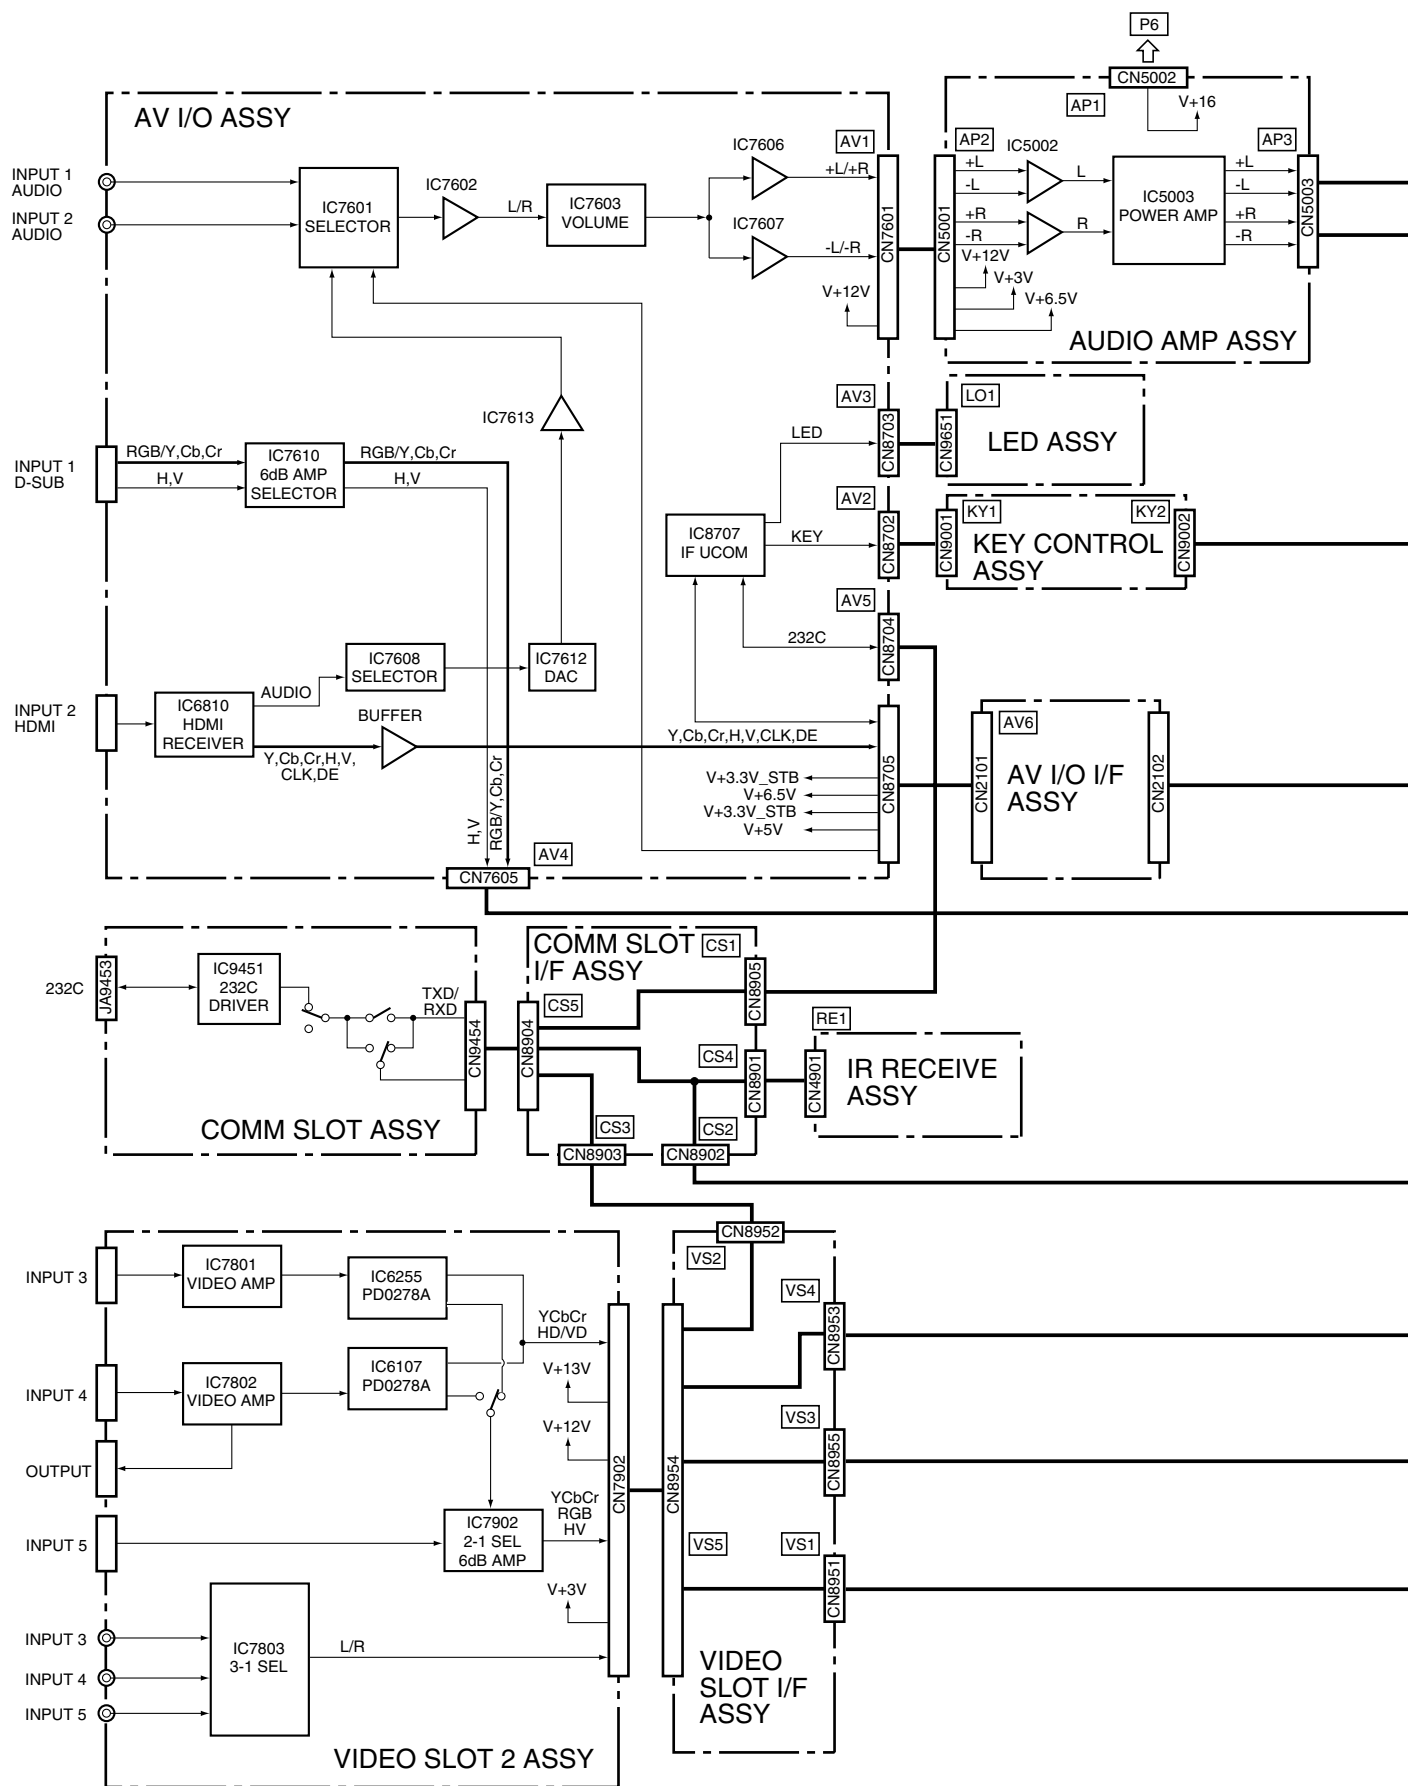 P6
CN5002
AP1
V+16
AV I/O ASSY
INPUT 1
AUDIO
INPUT 2
AUDIO
IC7601
SELECTOR
IC7602
L/R
IC7603
VOLUME
IC7606
+L/+R
IC7607
-L/-R
V+12V
AV1
CN7601
AP2
CN5001
+L
-L
+R
-R
IC5002
L
R
IC5003
POWER AMP
+L
-L
+R
-R
AP3
CN5003
V+12V
V+3V
V+6.5V
AUDIO AMP ASSY
IC7613
AV3
CN8703
LED
LO1
CN9651
LED ASSY
INPUT 1
D-SUB
RGB/Y,Cb,Cr
H,V
IC7610
6dB AMP
SELECTOR
RGB/Y,Cb,Cr
H,V
IC8707
IF UCOM
KEY
AV2
CN8702
KY1
CN9001
KEY CONTROL
ASSY
KY2
CN9002
AV5
CN8704
232C
IC7608
SELECTOR
IC7612
DAC
INPUT 2
HDMI
IC6810
HDMI
RECEIVER
AUDIO
BUFFER
Y,Cb,Cr,H,V,
CLK,DE
Y,Cb,Cr,H,V,CLK,DE
V+3.3V_STB
V+6.5V
V+3.3V_STB
V+5V
CN8705
AV6
CN2101
AV I/O I/F
ASSY
CN2102
H,V
RGB/Y,Cb,Cr
CN7605
AV4
232C
JA9453
IC9451
232C
DRIVER
TXD/
RXD
CN9454
COMM SLOT ASSY
COMM SLOT
I/F ASSY
CS1
CN8905
CS5
CN8904
CS4
CN8901
CS3
CN8903
CS2
CN8902
RE1
CN4901
IR RECEIVE
ASSY
CN8952
VS2
INPUT 3
IC7801
VIDEO AMP
IC6255
PD0278A
INPUT 4
IC7802
VIDEO AMP
IC6107
PD0278A
OUTPUT
INPUT 5
YCbCr
HD/VD
V+13V
V+12V
IC7902
2-1 SEL
6dB AMP
YCbCr
RGB
HV
V+3V
CN7902
INPUT 3
INPUT 4
INPUT 5
IC7803
3-1 SEL
L/R
VIDEO SLOT 2 ASSY
CN8954
VS5
VS4
CN8953
VS3
CN8955
VS1
CN8951
VIDEO
SLOT I/F
ASSY